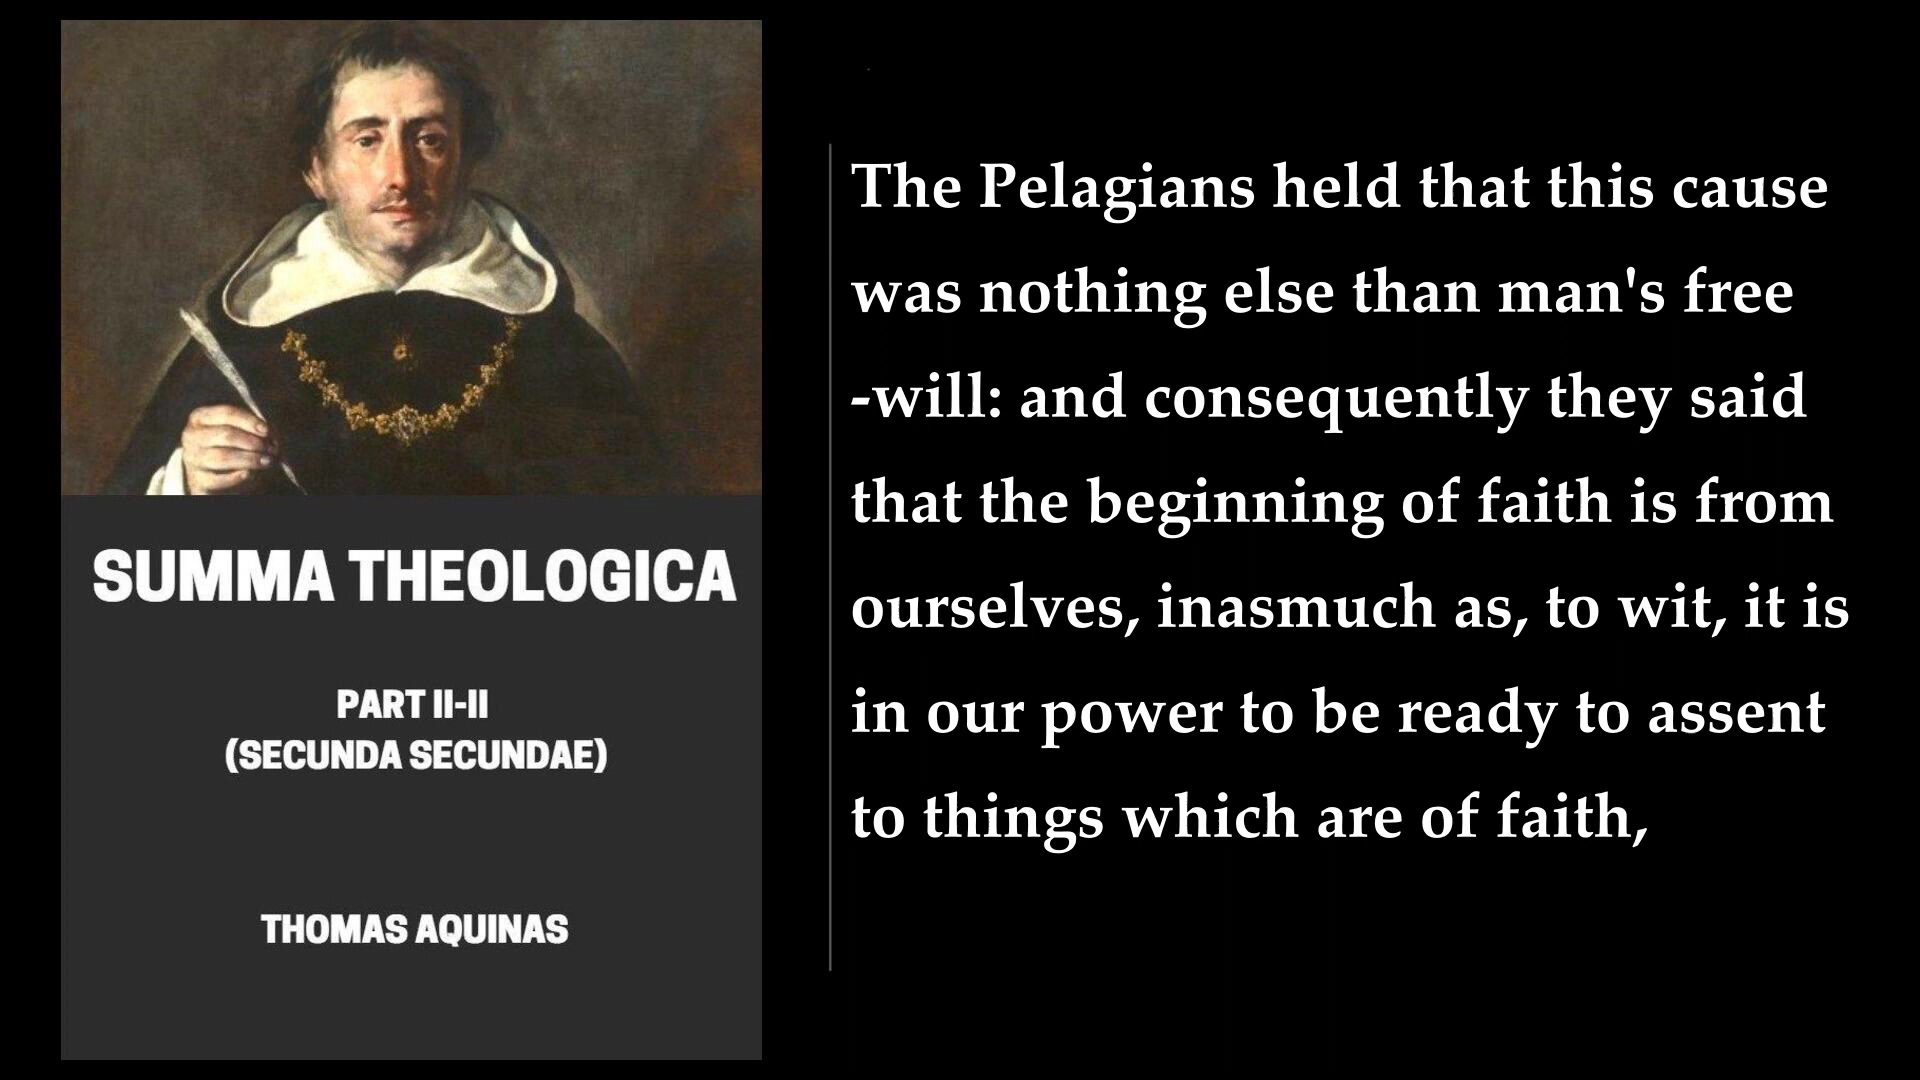 SUMMA THEOLOGICA
PART II-II
(SECUNDA SECUNDAE)
THOMAS AQUINAS
The Pelagians held that this cause
was nothing else than man's free
-will: and consequently they said
that the beginning of faith is from
ourselves, inasmuch as, to wit, it is
in our power to be ready to assent
to things which are of faith,